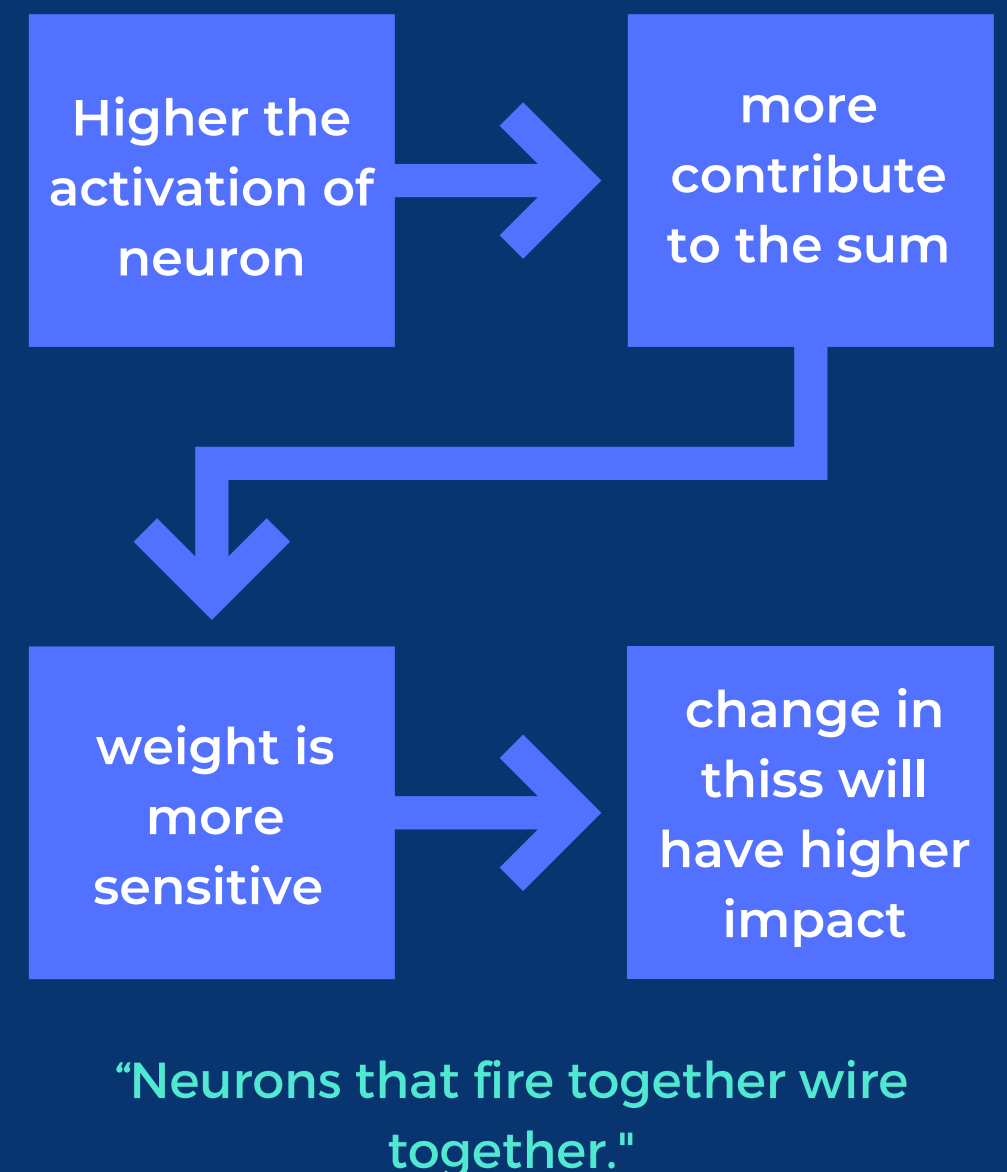 Higher the
activation of
neuron
more
contribute
to the sum
weight is
more
sensitive
change in
thiss will
have higher
impact
“Neurons that fire together wire
together."